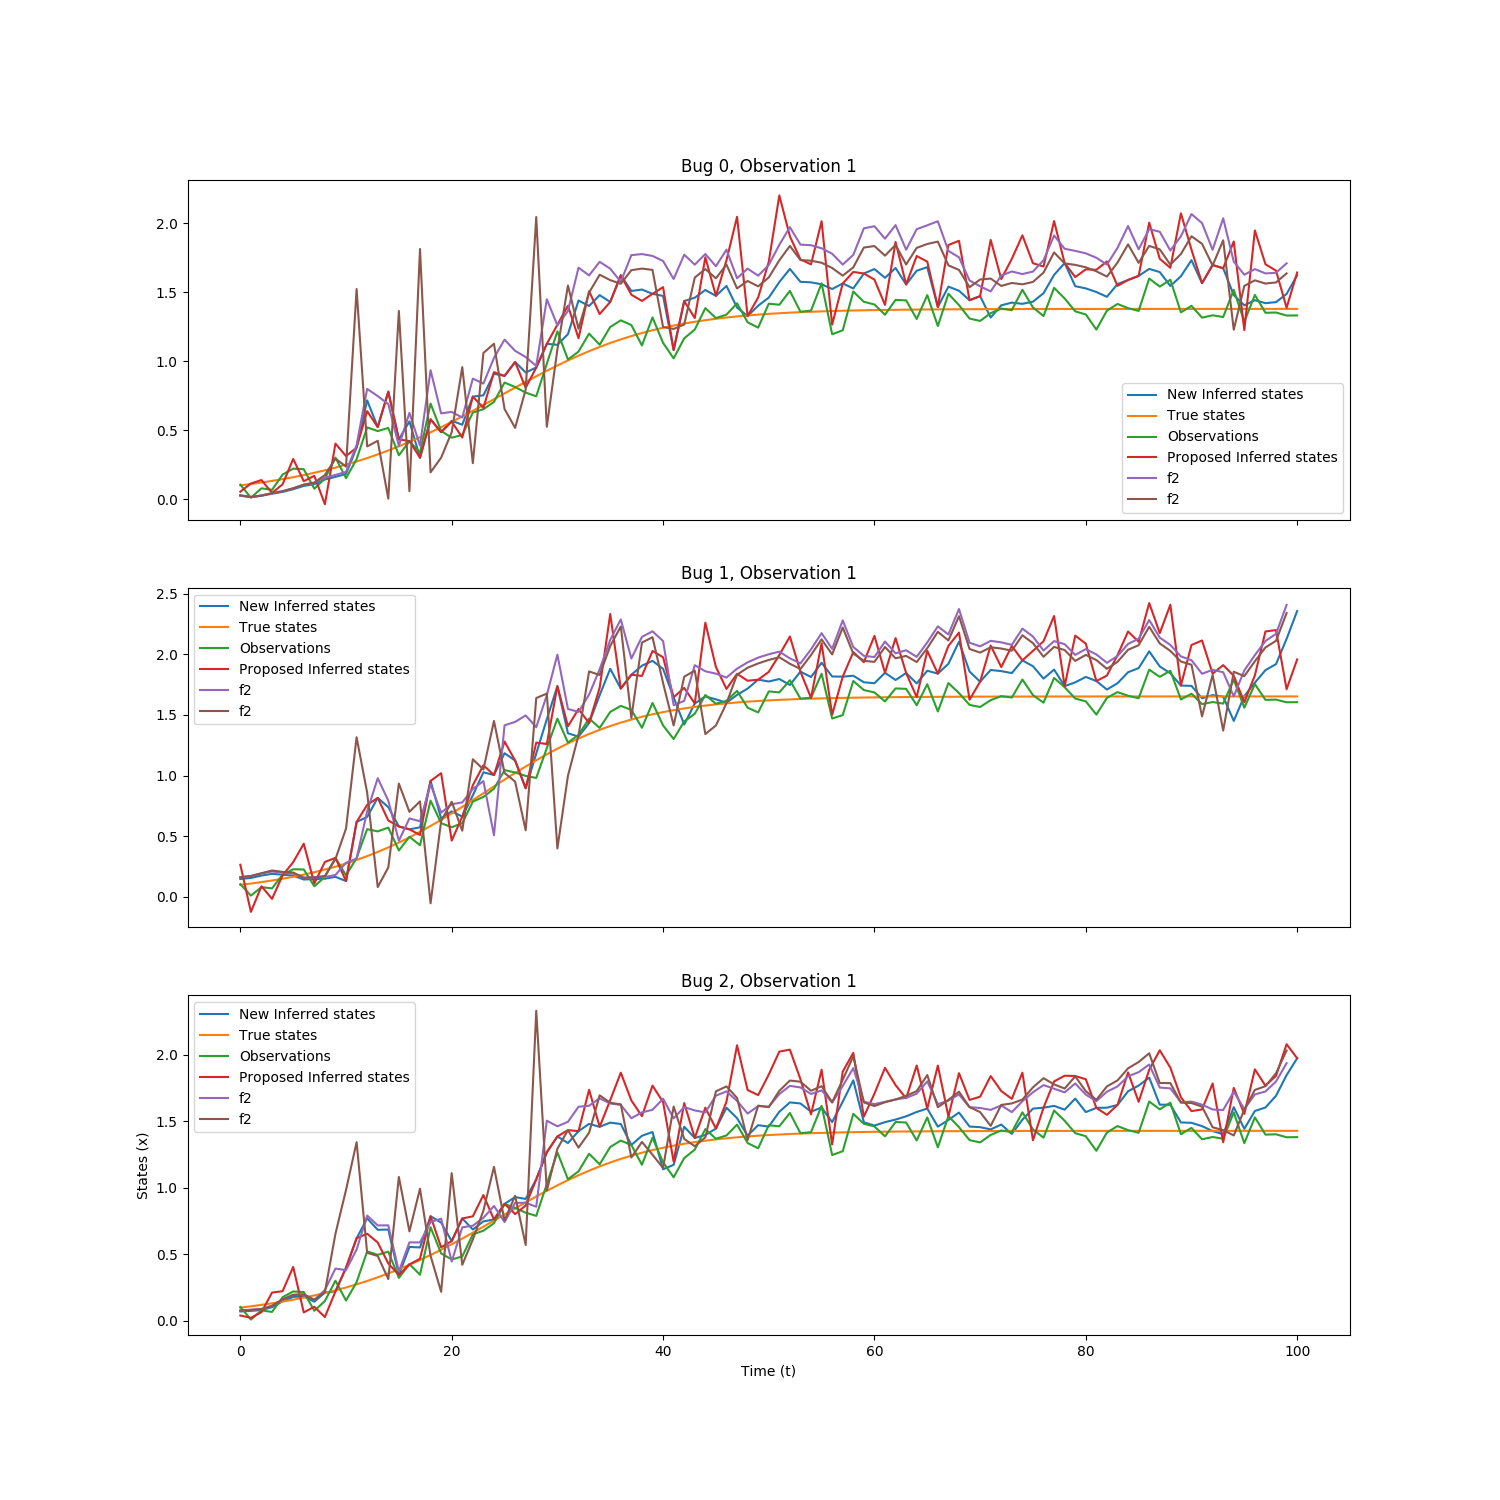 Bug 0, Observation 1
2.0
1.5
1.0
0.5
0.0
New Inferred states
True states
Observations
Proposed Inferred states
f2
f2
Bug 1, Observation 1
2.5
2.0
1.5
1.0
0.5
0.0
New Inferred states
True states
Observations
Proposed Inferred states
f2
f2
Bug 2, Observation 1
States (x)
2.0
1.5
1.0
0.5
0.0
New Inferred states
True states
Observations
Proposed Inferred states
f2
f2
0 20 40 60 80 100
Time (t)